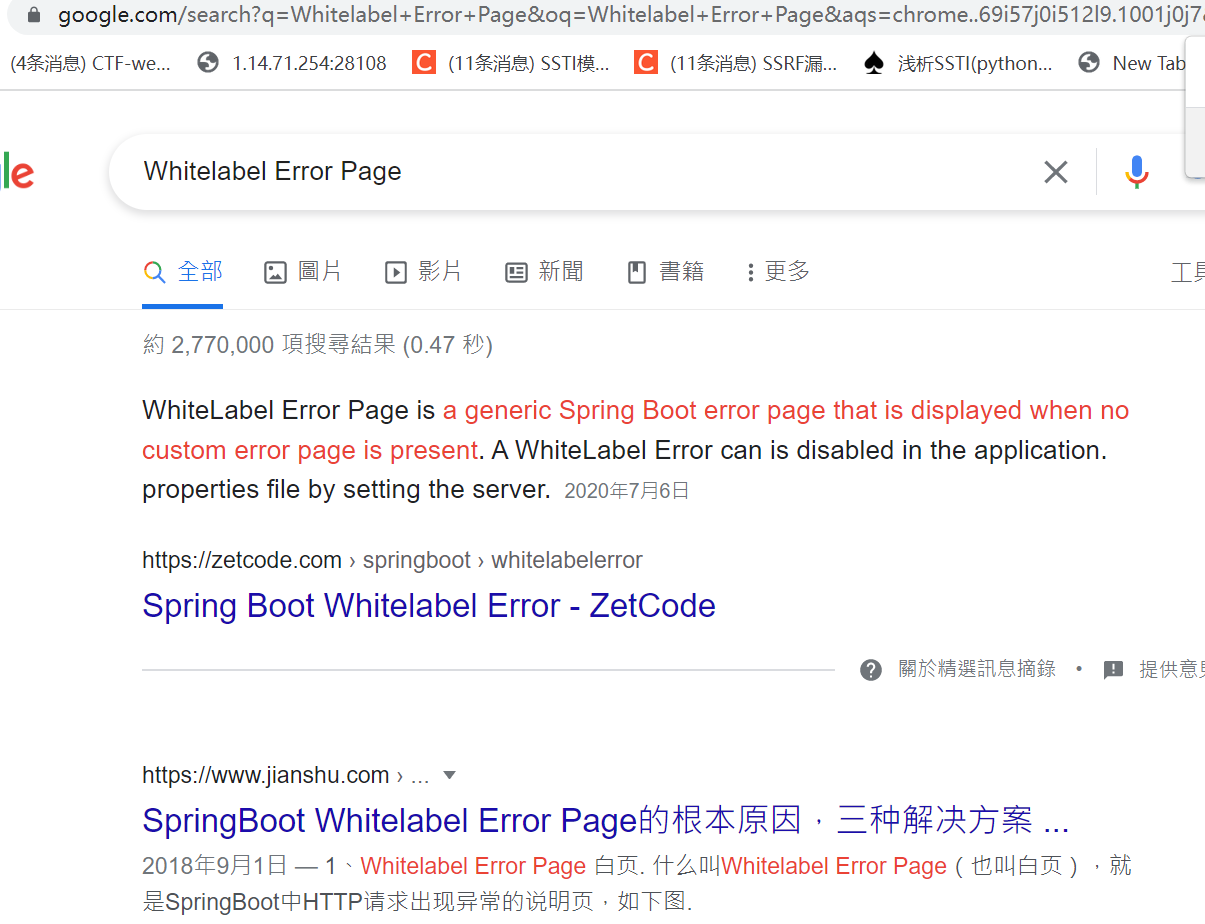 google.com/search?q=Whitelabel+Error+Page&oq=Whitelabel+Error+Page&aqs=chrome..69i57j0i512l9.1001j0j7&
(4条消息) CTF-we... 1.14.71.254:28108 C (11条消息) SSTI模... C (11条消息) SSRF漏... 浅析SSTI(python... New Tab
le
Whitelabel Error Page
全部 圖片 影片 新聞 書籍 更多 工具
約 2,770,000 項搜尋結果 (0.47 秒)
WhiteLabel Error Page is a generic Spring Boot error page that is displayed when no
custom error page is present. A WhiteLabel Error can is disabled in the application.
properties file by setting the server. 2020年7月6日
https://zetcode.com › springboot › whitelabelerror
Spring Boot Whitelabel Error - ZetCode
關於精選訊息摘錄 • 提供意見
https://www.jianshu.com › ...
SpringBoot Whitelabel Error Page的根本原因，三种解决方案 ...
2018年9月1日 — 1、Whitelabel Error Page 白页. 什么叫Whitelabel Error Page（也叫白页），就
是SpringBoot中HTTP请求出现异常的说明页，如下图.